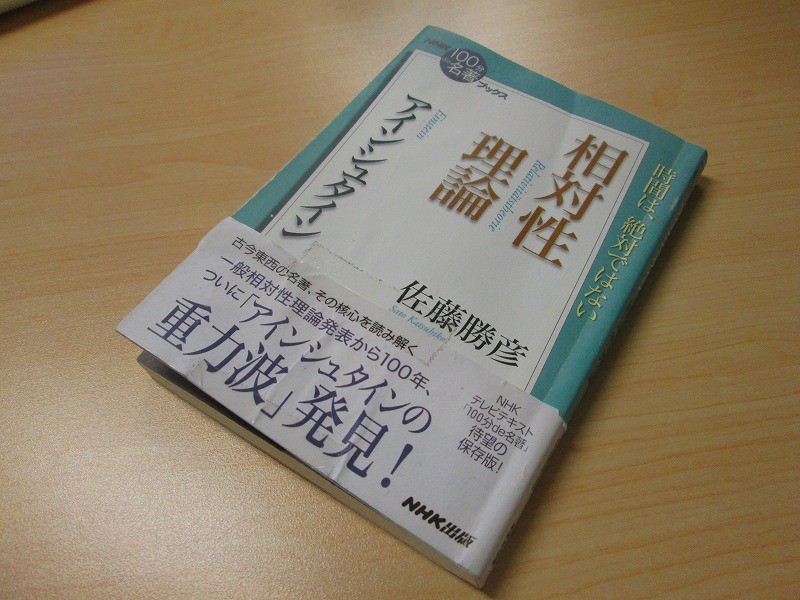 NHK
100分de名著
ブックス
アインシュタイン
Einstein
相対性
理論
Relativitätstheorie
時間は、絶対ではない
佐藤勝彦
Sato Katsuhiko
古今東西の名著、その核心を読み解く
一般相対性理論発表から100年、
ついに「アインシュタインの
重力波」発見!
NHK
テレビテキスト
「100分de名著」
待望の
保存版!
NHK出版